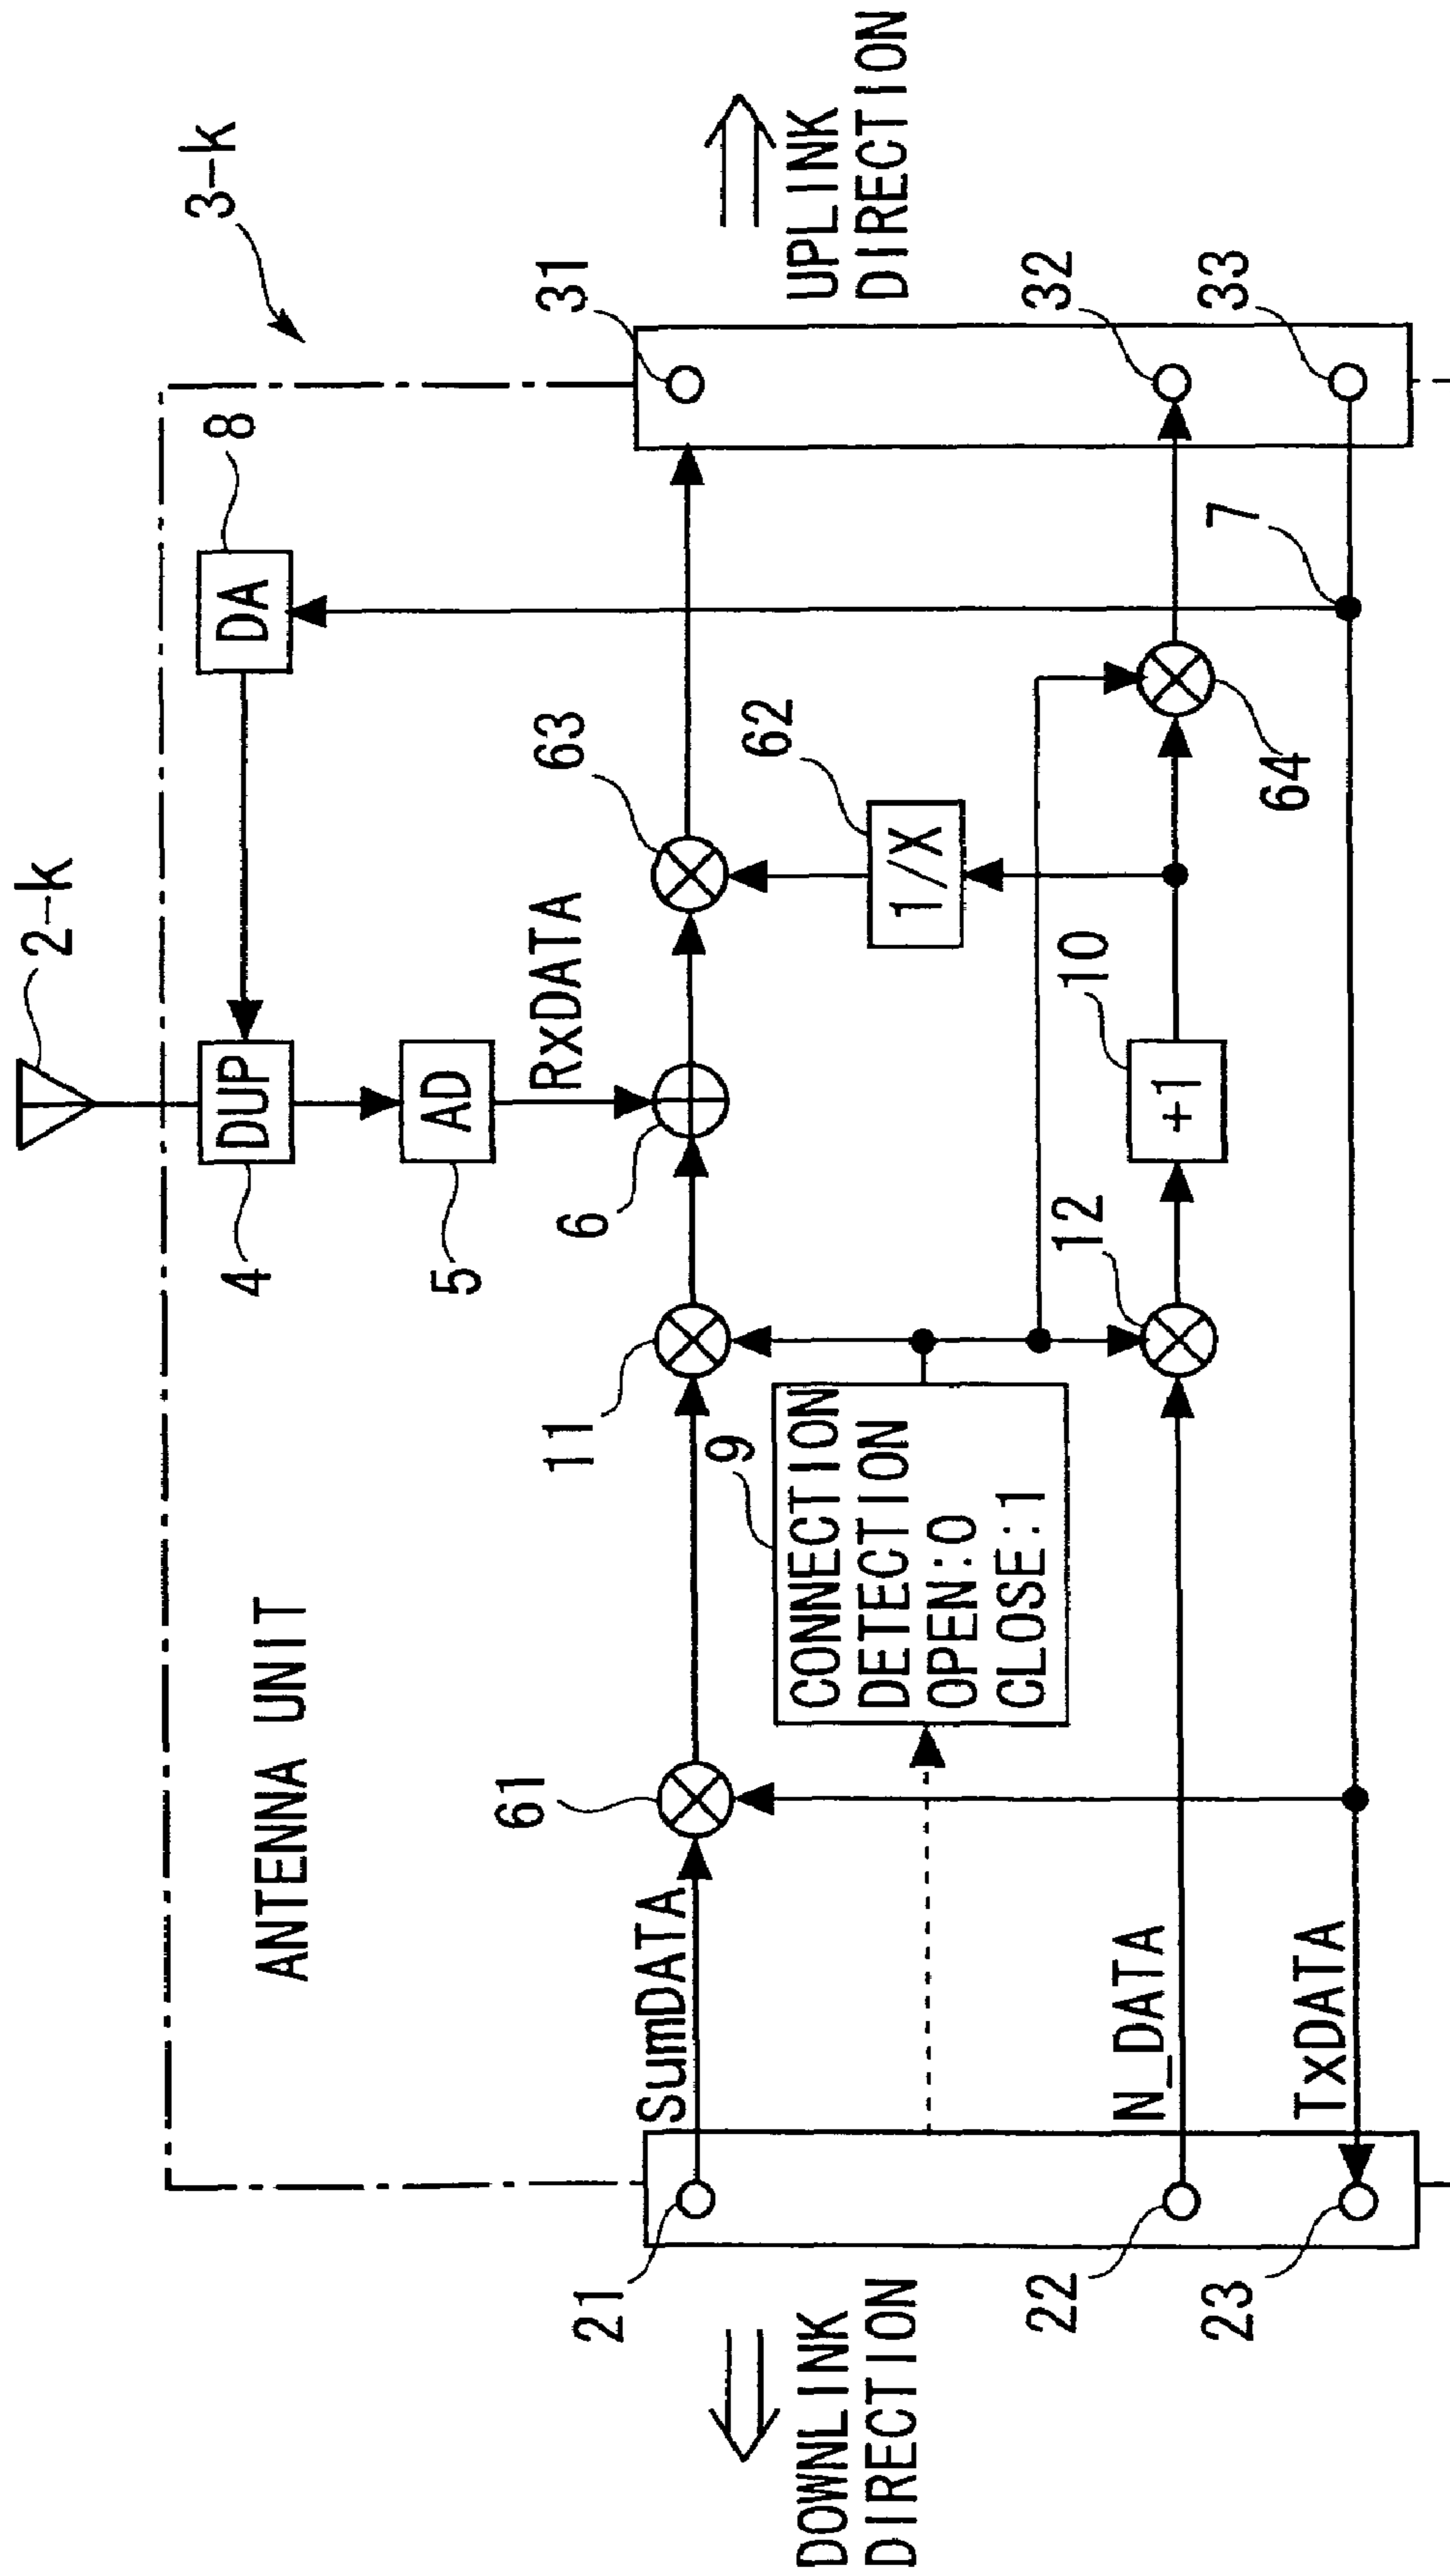 2-k
3-k
ANTENNA UNIT
DUP
4
DA
8
AD
5
RxDATA
21
SumDATA
61
11
6
63
31
DOWNLINK
DIRECTION
UPLINK
DIRECTION
9
CONNECTION
DETECTION
OPEN:0
CLOSE:1
1/X
62
22
N_DATA
12
+1
10
64
32
23
TxDATA
7
33